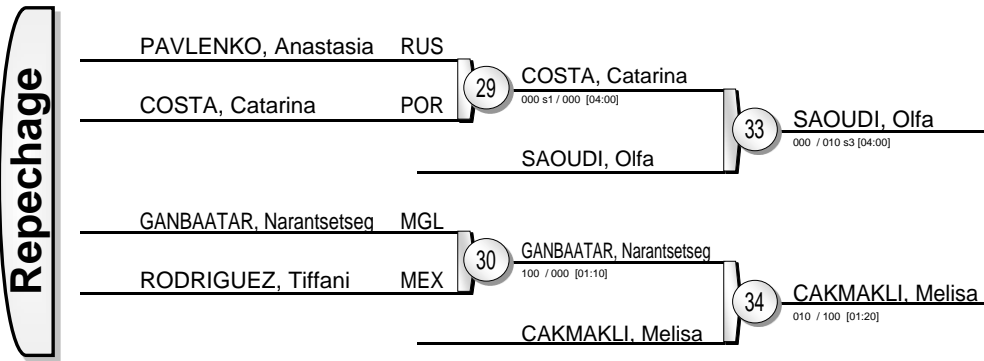 Repechage
PAVLENKO, Anastasia RUS
COSTA, Catarina POR
29
COSTA, Catarina
000 s1 / 000 [04:00]
SAOUDI, Olfa
33
SAOUDI, Olfa
000 / 010 s3 [04:00]
GANBAATAR, Narantsetseg MGL
RODRIGUEZ, Tiffani MEX
30
GANBAATAR, Narantsetseg
100 / 000 [01:10]
CAKMAKLI, Melisa
34
CAKMAKLI, Melisa
010 / 100 [01:20]